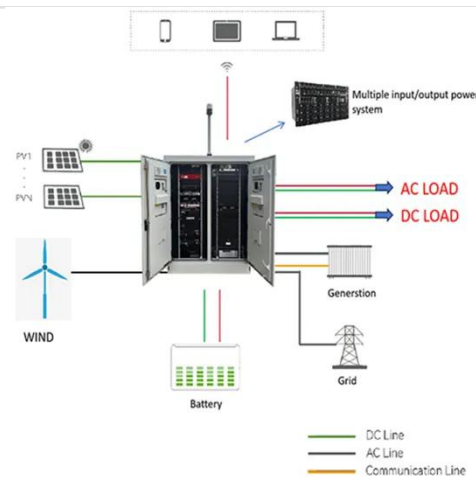 Multiple input/output power
system
PV1
PVN
AC LOAD
DC LOAD
WIND
Generstion
Battery
Grid
DC Line
AC Line
Communication Line